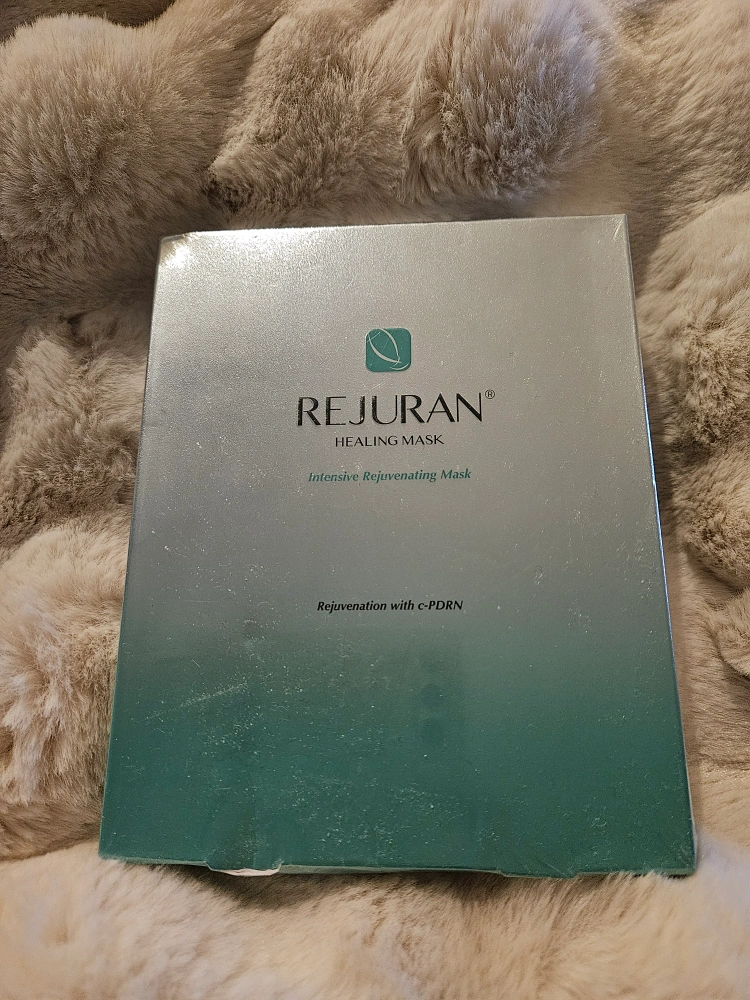 REJURAN®
HEALING MASK
Intensive Rejuvenating Mask
Rejuvenation with c-PDRN